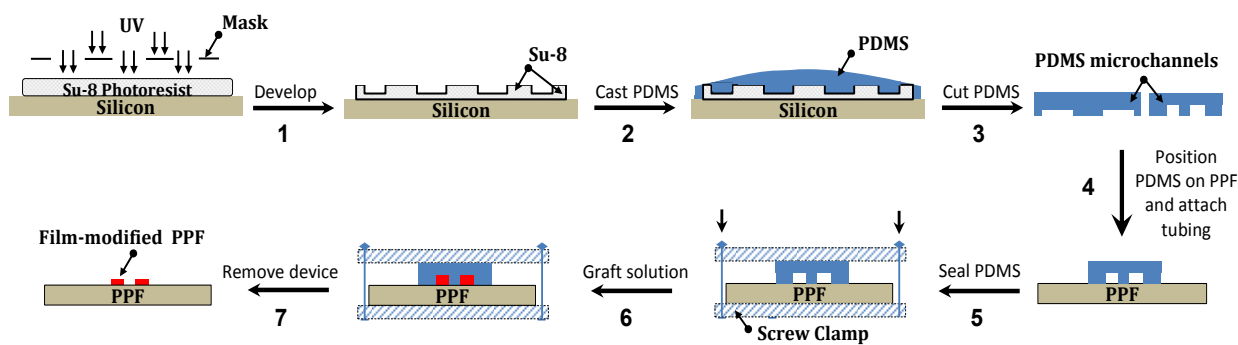 UV
Mask
Su-8 Photoresist
Silicon
Develop
1
Su-8
Silicon
Cast PDMS
2
PDMS
Silicon
Cut PDMS
3
PDMS microchannels
4
Position
PDMS on PPF
and attach
tubing
PPF
Seal PDMS
5
PPF
Screw Clamp
Graft solution
6
PPF
Remove device
7
Film-modified PPF
PPF